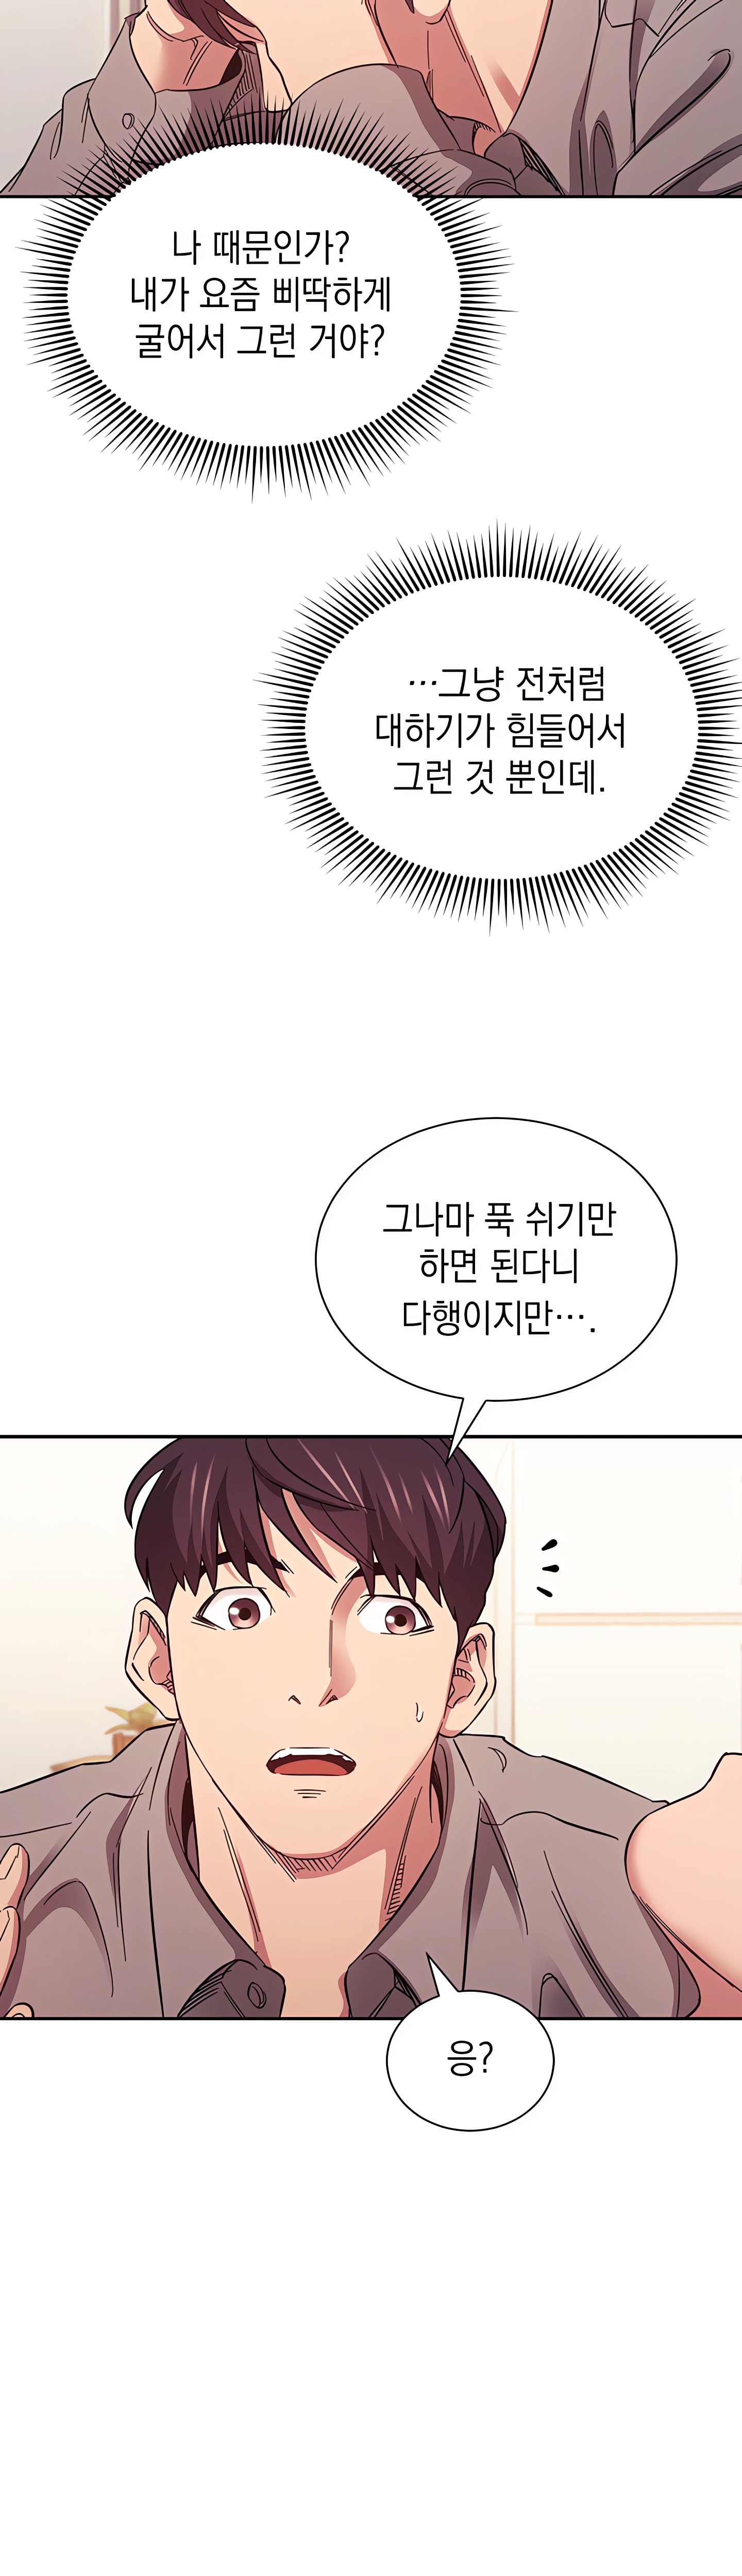 나 때문인가?
내가 요즘 삐딱하게
굴어서 그런 거야?
…그냥 전처럼
대하기가 힘들어서
그런 것 뿐인데.
그나마 푹 쉬기만
하면 된다니
다행이지만….
응?